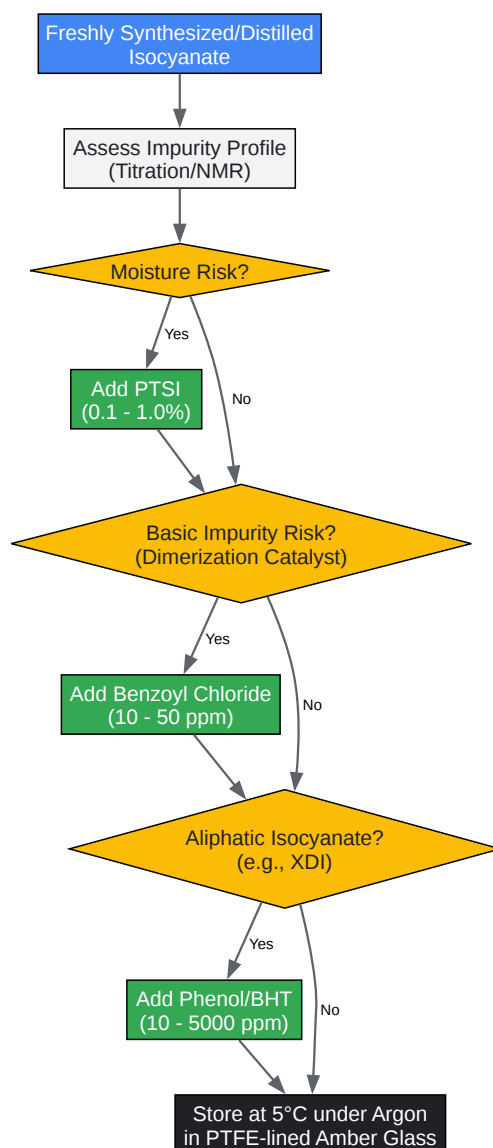 Freshly Synthesized/Distilled
Isocyanate
Assess Impurity Profile
(Titration/NMR)
Moisture Risk?
Yes
Add PTSI
(0.1 - 1.0%)
No
Basic Impurity Risk?
(Dimerization Catalyst)
Yes
Add Benzoyl Chloride
(10 - 50 ppm)
No
Aliphatic Isocyanate?
(e.g., XDI)
Yes
Add Phenol/BHT
(10 - 5000 ppm)
No
Store at 5°C under Argon
in PTFE-lined Amber Glass